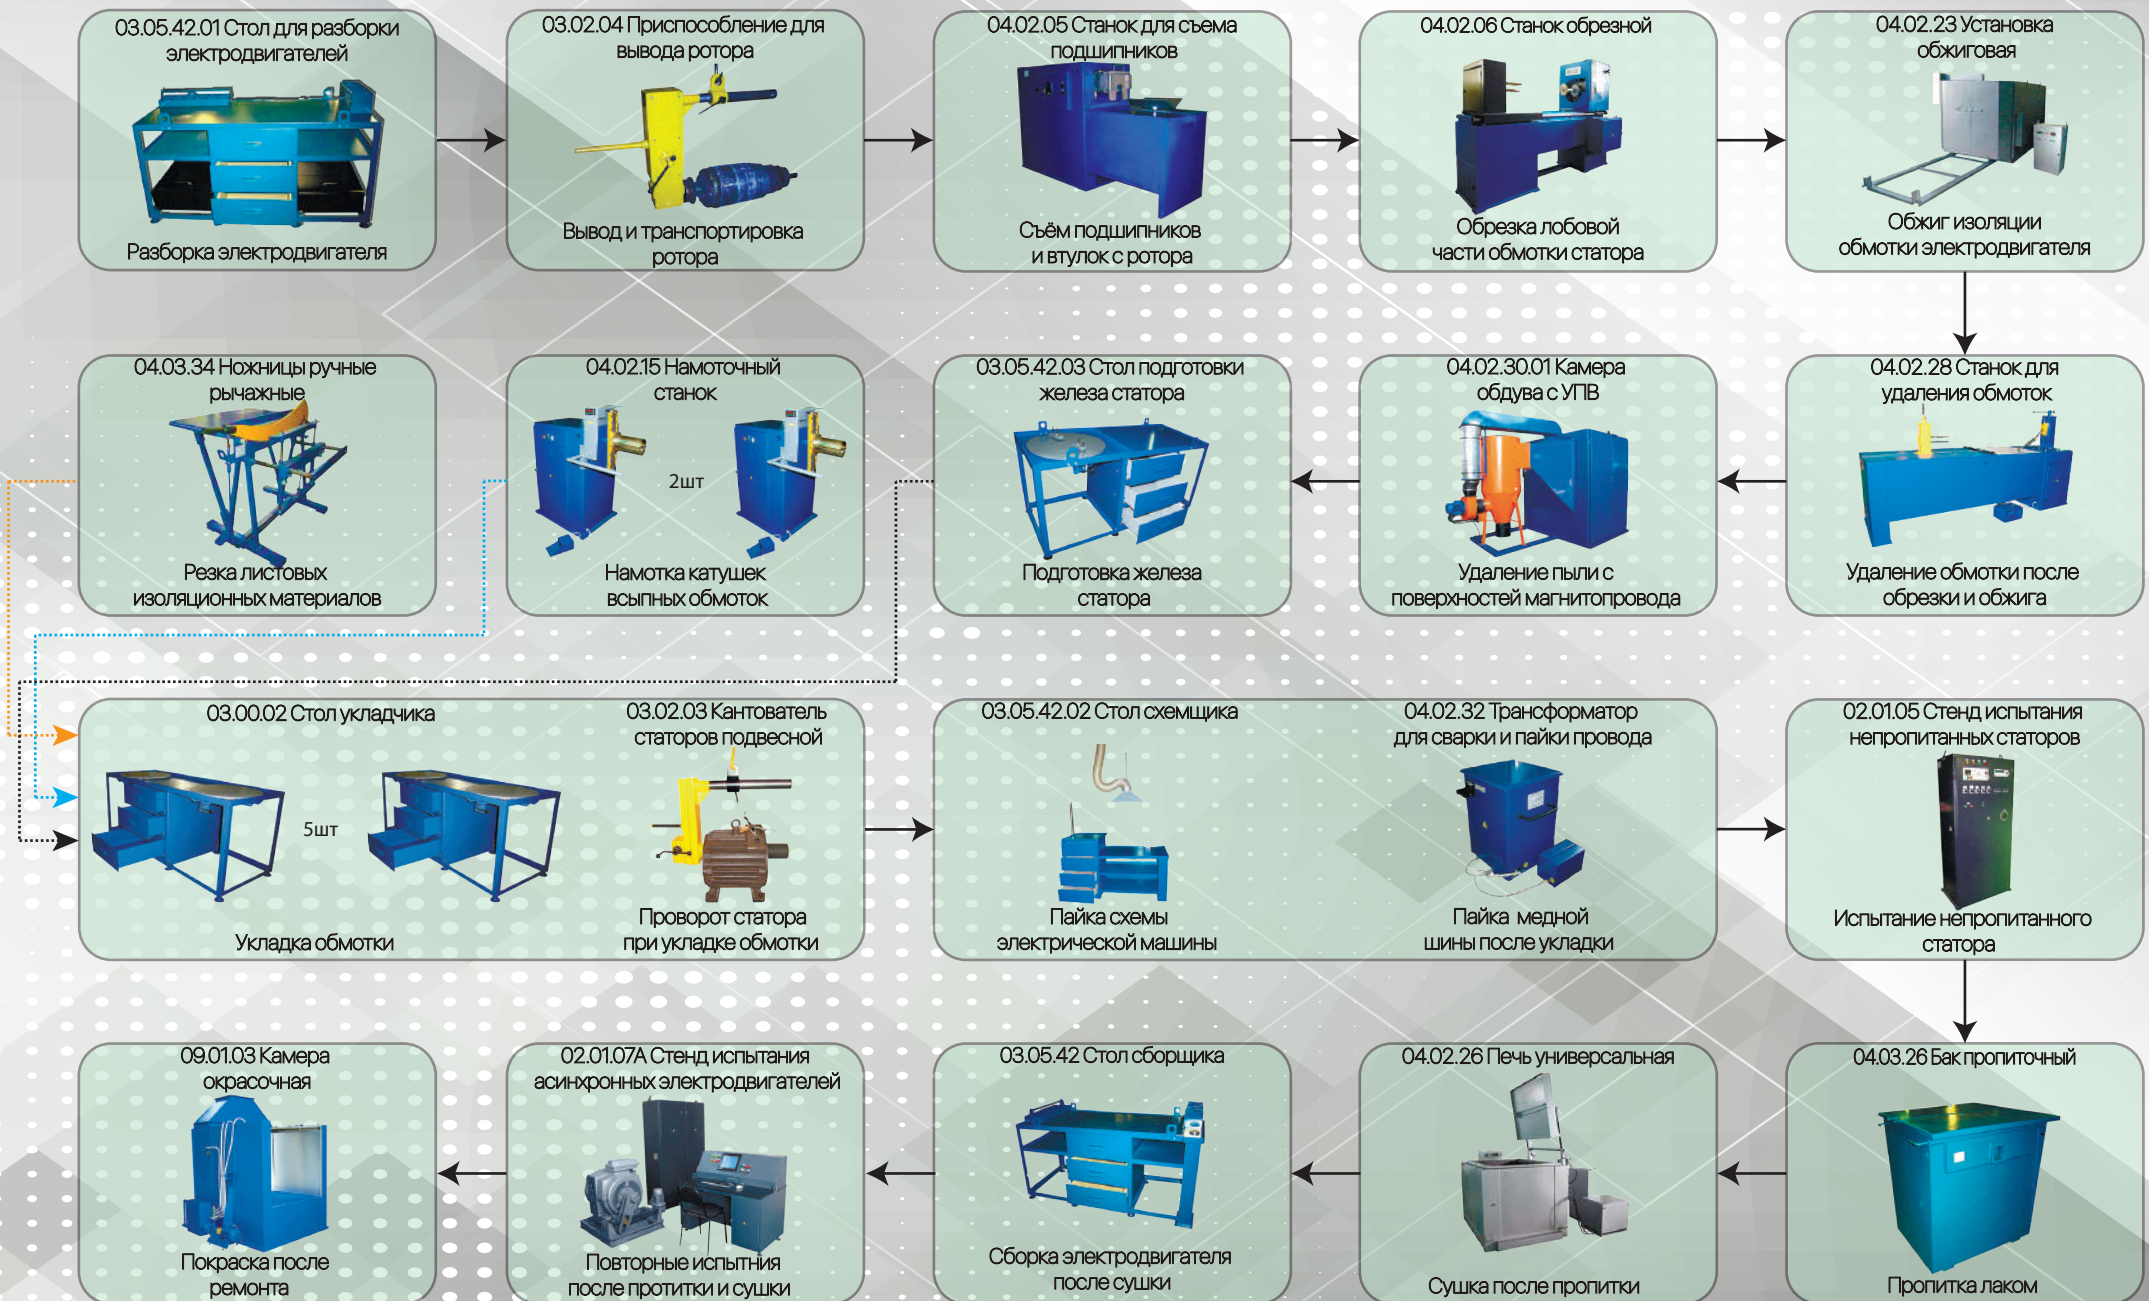 03.05.42.01 Стол для разборки
электродвигателей
Разборка электродвигателя
03.02.04 Приспособление для
вывода ротора
Вывод и транспортировка
ротора
04.02.05 Станок для съема
подшипников
Съём подшипников
и втулок с ротора
04.02.06 Станок обрезной
Обрезка лобовой
части обмотки статора
04.02.23 Установка
обжиговая
Обжиг изоляции
обмотки электродвигателя
04.03.34 Ножницы ручные
рычажные
Резка листовых
изоляционных материалов
04.02.15 Намоточный
станок
2шт
Намотка катушек
всыпных обмоток
03.05.42.03 Стол подготовки
железа статора
Подготовка железа
статора
04.02.30.01 Камера
обдува с УПВ
Удаление пыли с
поверхностей магнитопровода
04.02.28 Станок для
удаления обмоток
Удаление обмотки после
обрезки и обжига
03.00.02 Стол укладчика
5шт
Укладка обмотки
03.02.03 Кантователь
статоров подвесной
Проворот статора
при укладке обмотки
03.05.42.02 Стол схемщика
Пайка схемы
электрической машины
04.02.32 Трансформатор
для сварки и пайки провода
Пайка медной
шины после укладки
02.01.05 Стенд испытания
непропитанных статоров
Испытание непропитанного
статора
09.01.03 Камера
окрасочная
Покраска после
ремонта
02.01.07А Стенд испытания
асинхронных электродвигателей
Повторные испытния
после протитки и сушки
03.05.42 Стол сборщика
Сборка электродвигателя
после сушки
04.02.26 Печь универсальная
Сушка после пропитки
04.03.26 Бак пропиточный
Пропитка лаком